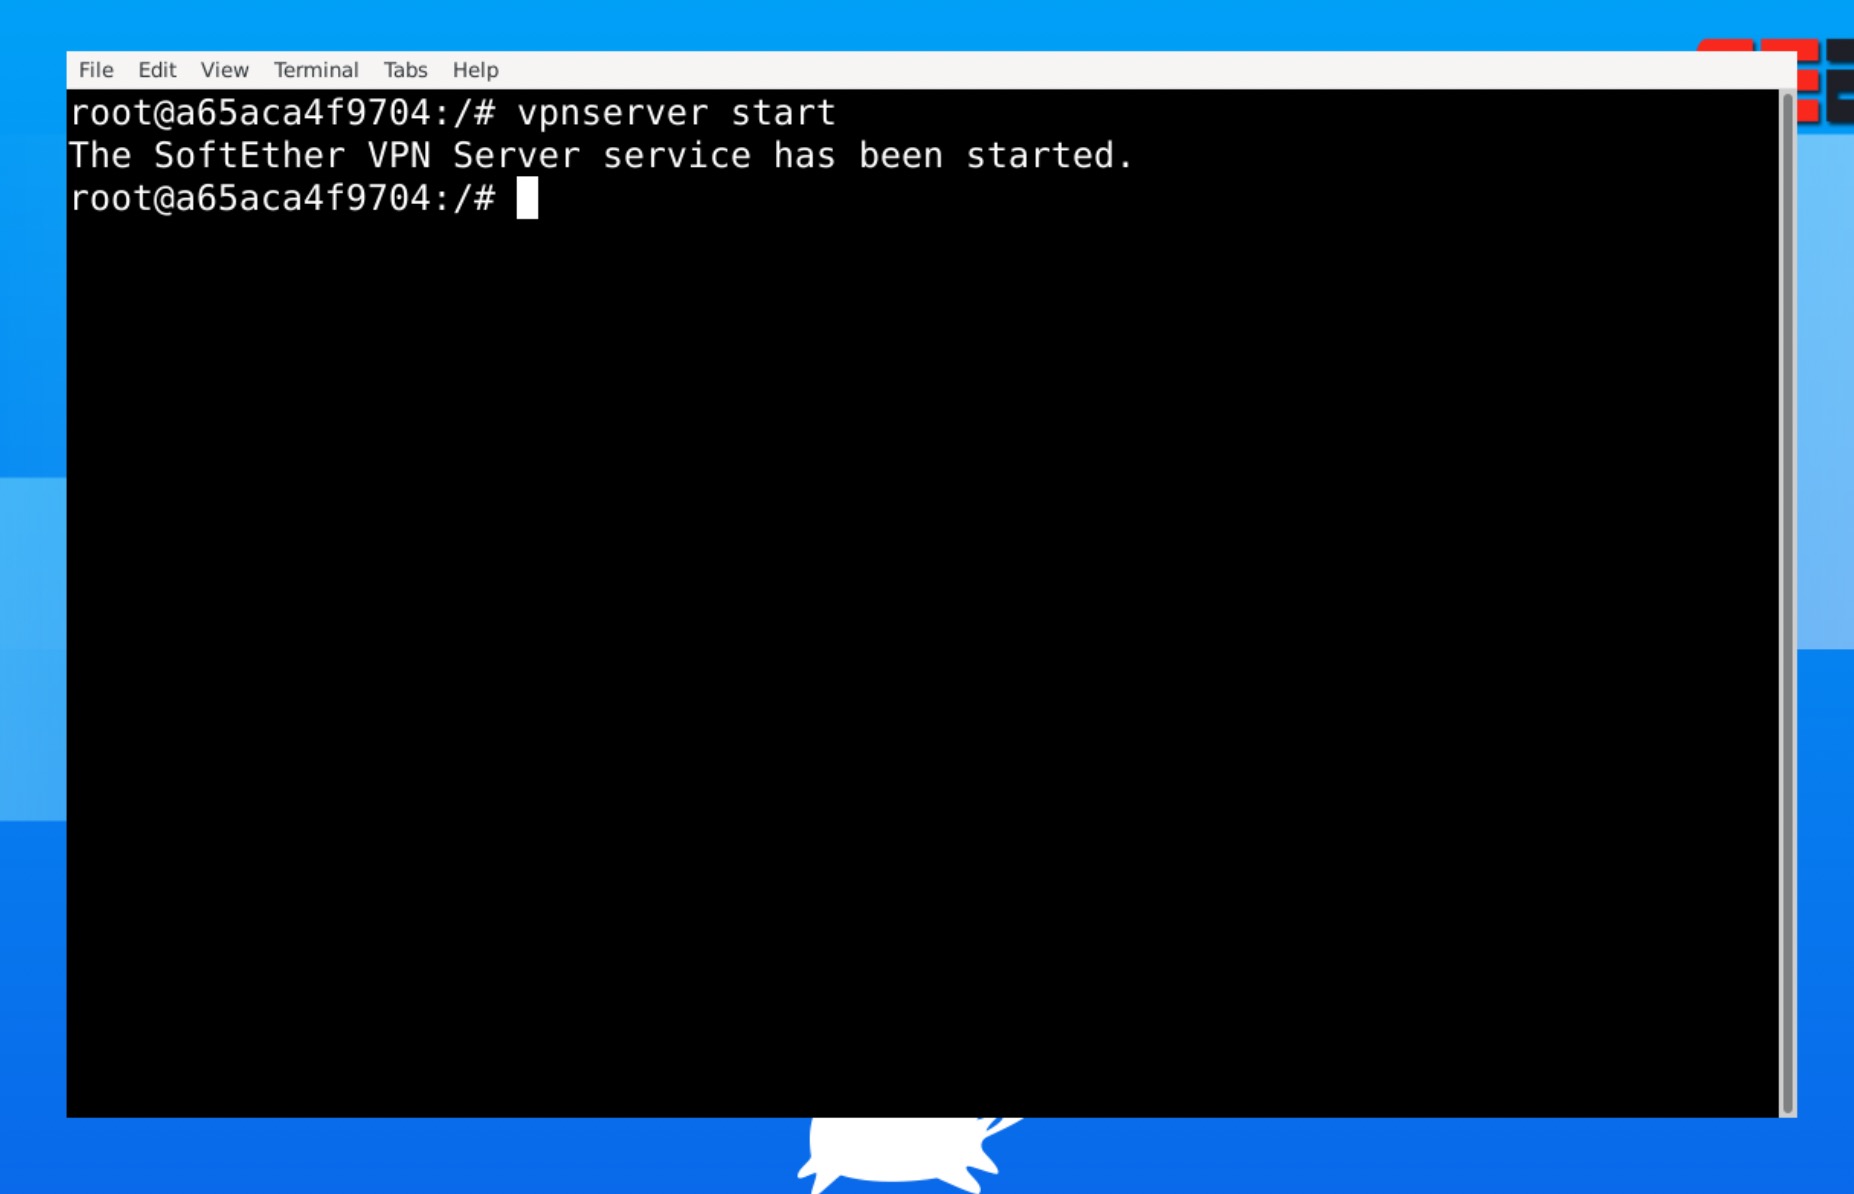 File Edit View Terminal Tabs Help
root@a65aca4f9704:/# vpnserver start
The SoftEther VPN Server service has been started.
root@a65aca4f9704:/#